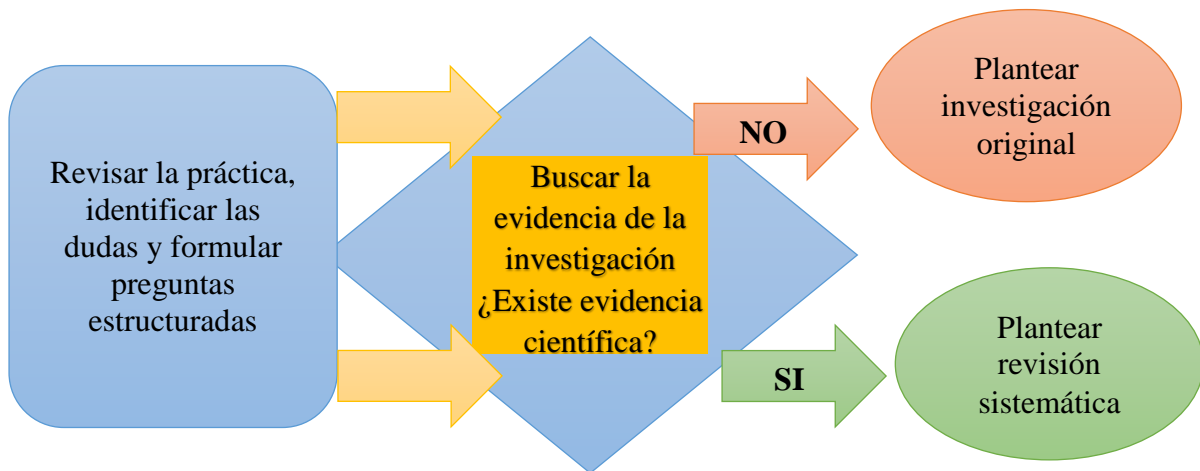 Revisar la práctica,
identificar las
dudas y formular
preguntas
estructuradas
Buscar la
evidencia de la
investigación
¿Existe evidencia
científica?
NO
Plantear
investigación
original
SI
Plantear
revisión
sistemática